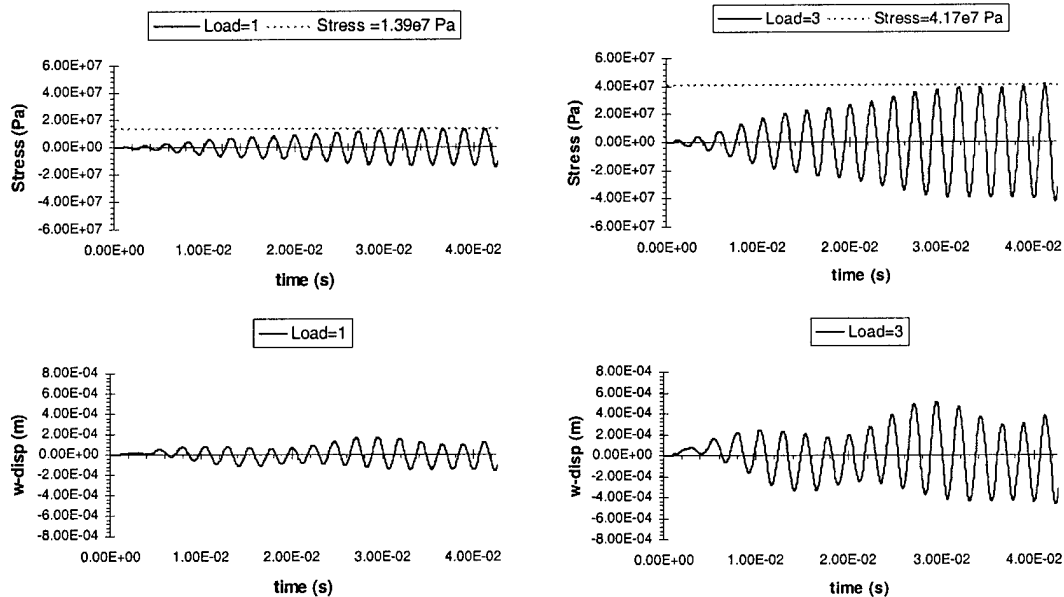 Load=1 Stress =1.39e7 Pa
6.00E+07
4.00E+07
2.00E+07
0.00E+00
-2.00E+07
-4.00E+07
-6.00E+07
Stress (Pa)
0.00E+00 1.00E-02 2.00E-02 3.00E-02 4.00E-02
time (s)
Load=3 Stress=4.17e7 Pa
6.00E+07
4.00E+07
2.00E+07
0.00E+00
-2.00E+07
-4.00E+07
-6.00E+07
Stress (Pa)
0.00E+00 1.00E-02 2.00E-02 3.00E-02 4.00E-02
time (s)
Load=1
8.00E-04
6.00E-04
4.00E-04
2.00E-04
0.00E+00
-2.00E-04
-4.00E-04
-6.00E-04
-8.00E-04
w-disp (m)
0.00E+00 1.00E-02 2.00E-02 3.00E-02 4.00E-02
time (s)
Load=3
8.00E-04
6.00E-04
4.00E-04
2.00E-04
0.00E+00
-2.00E-04
-4.00E-04
-6.00E-04
-8.00E-04
w-disp (m)
0.00E+00 1.00E-02 2.00E-02 3.00E-02 4.00E-02
time (s)